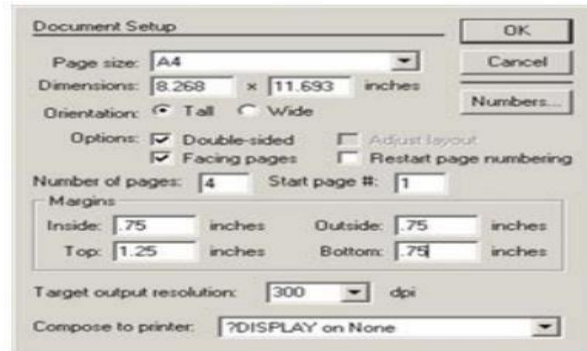 Document Setup
OK
Page size: A4
Cancel
Dimensions: 8.268 x 11.693 inches
Numbers...
Orientation: Tall Wide
Options: Double-sided Adjust layout
Facing pages Restart page numbering
Number of pages: 4 Start page #: 1
Margins
Inside: .75 inches Outside: .75 inches
Top: 1.25 inches Bottom: .75 inches
Target output resolution: 300 dpi
Compose to printer: ?DISPLAY on None